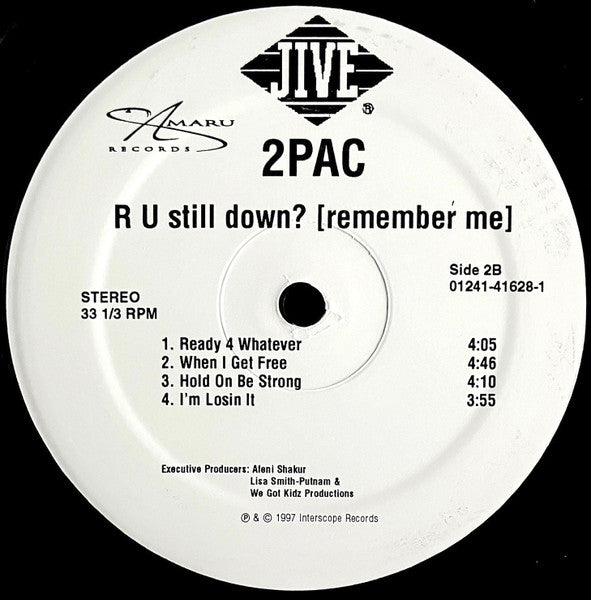 JIVE
®
AMARU
RECORDS
2PAC
R U still down? [remember me]
Side 2B
01241-41628-1
STEREO
33 1/3 RPM
1. Ready 4 Whatever 4:05
2. When I Get Free 4:46
3. Hold On Be Strong 4:10
4. I'm Losin It 3:55
Executive Producers: Afeni Shakur
Lisa Smith-Putnam &
We Got Kidz Productions
℗ & © 1997 Interscope Records